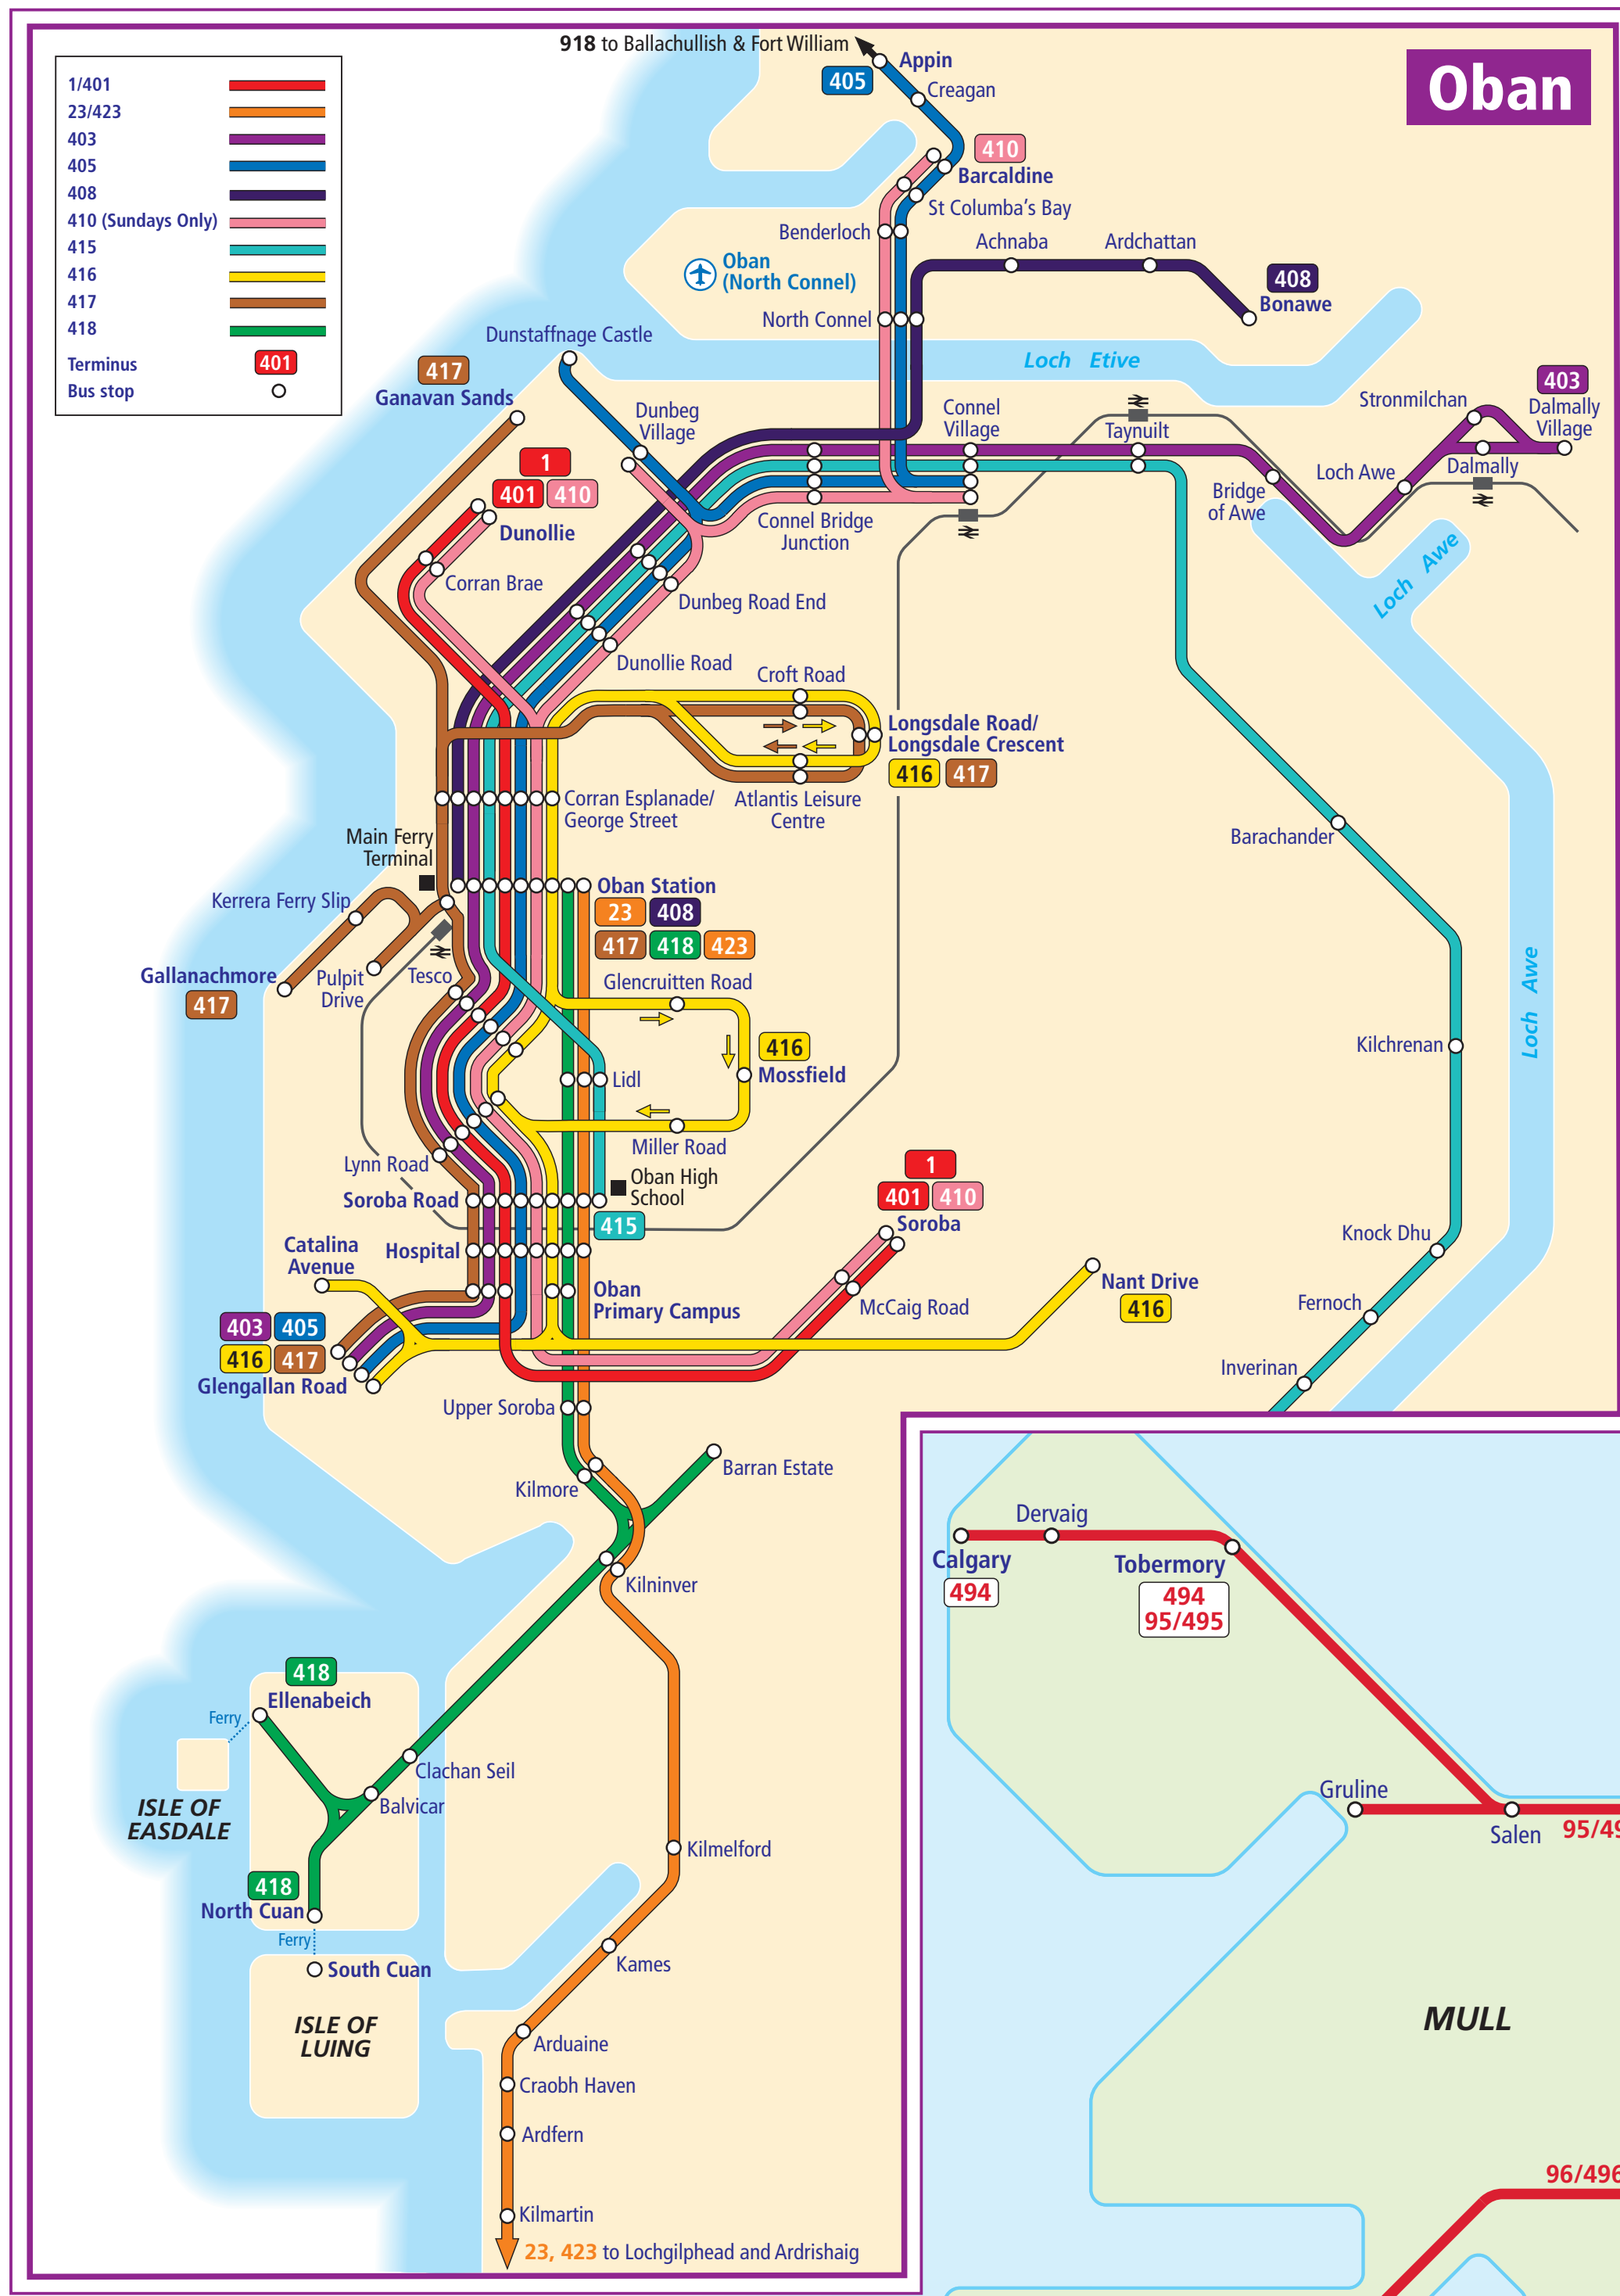 918 to Ballachullish & Fort William
Oban
1/401
23/423
403
405
408
410 (Sundays Only)
415
416
417
418
Terminus
401
Bus stop
405
Appin
Creagan
410
Barcaldine
St Columba's Bay
Benderloch
Achnaba
Ardchattan
408
Bonawe
Oban
(North Connel)
North Connel
Loch Etive
Dunstaffnage Castle
417
Ganavan Sands
Dunbeg
Village
Connel
Village
Taynuilt
Stronmilchan
403
Dalmally
Village
Dalmally
Loch Awe
Bridge
of Awe
Loch Awe
1
401
410
Dunollie
Connel Bridge
Junction
Corran Brae
Dunbeg Road End
Dunollie Road
Croft Road
Longsdale Road/
Longsdale Crescent
416
417
Atlantis Leisure
Centre
Corran Esplanade/
George Street
Main Ferry
Terminal
Barachander
Oban Station
23
408
417
418
423
Kerrera Ferry Slip
Gallanachmore
417
Pulpit
Drive
Tesco
Glencruitten Road
416
Mossfield
Lidl
Miller Road
Loch Awe
Kilchrenan
Lynn Road
Oban High
School
Soroba Road
415
1
401
410
Soroba
Hospital
Catalina
Avenue
Oban
Primary Campus
McCaig Road
Nant Drive
416
Knock Dhu
Fernoch
Inverinan
403
405
416
417
Glengallan Road
Upper Soroba
Barran Estate
Kilmore
Kilninver
Calgary
494
Dervaig
Tobermory
494
95/495
418
Ellenabeich
Ferry
Clachan Seil
Balvicar
ISLE OF
EASDALE
Gruline
Salen
95/49
Kilmelford
418
North Cuan
Ferry
South Cuan
Kames
ISLE OF
LUING
MULL
Arduaine
Craobh Haven
Ardfern
96/496
Kilmartin
23, 423 to Lochgilphead and Ardrishaig